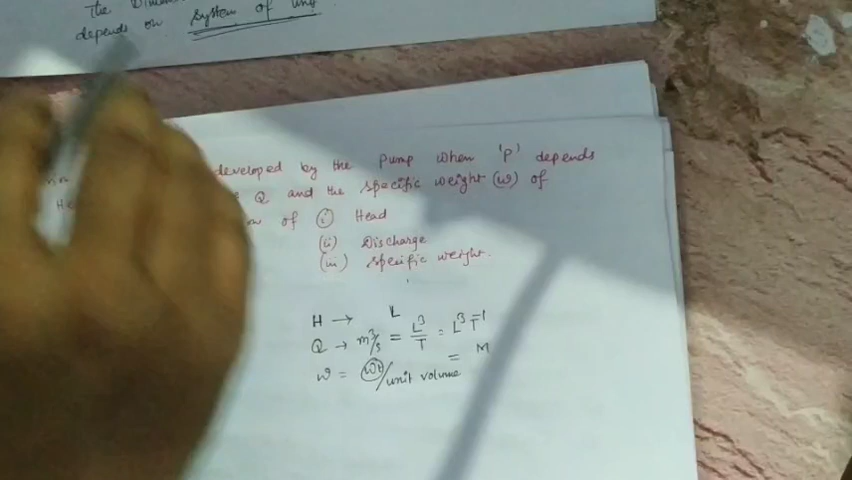 The
depends on system of
developed by the pump when 'p' depends
Q and the specific weight (w) of
of (i) Head
(ii) Discharge
(iii) specific weight.
H → L
Q → m³/s = L³/T = L³ T⁻¹
w = wt/unit volume = M